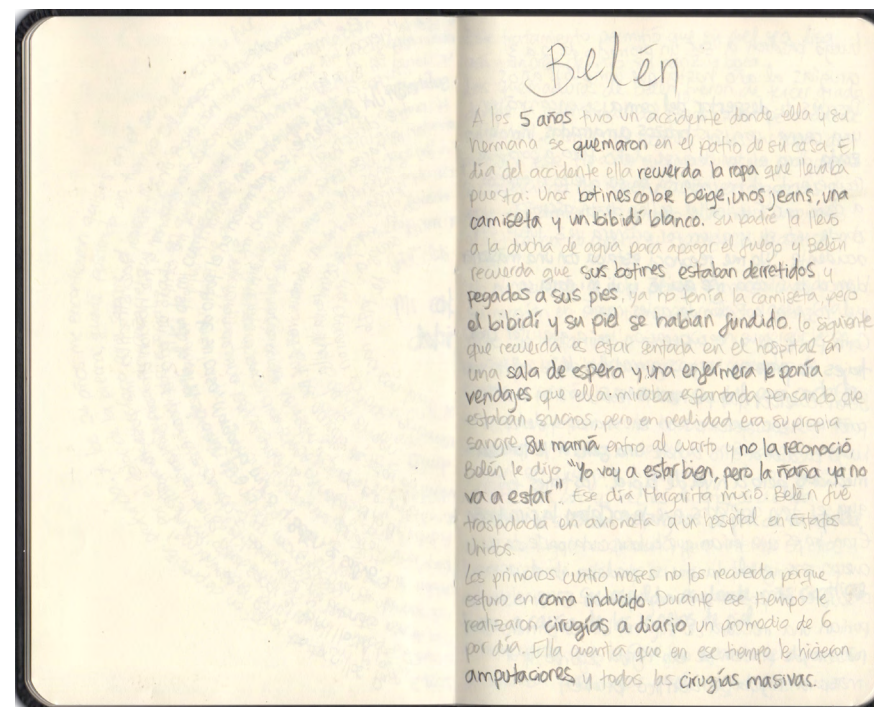 Belén
A los 5 años tuvo un accidente donde ella y su
hermana se quemaron en el patio de su casa. El
día del accidente ella recuerda la ropa que llevaba
puesta: Unos botines color beige, unos jeans, una
camiseta y un bibidí blanco. Su padre la llevó
a la ducha de agua para apagar el fuego y Belén
recuerda que sus botines estaban derretidos y
pegados a sus pies, ya no tenía la camiseta, pero
el bibidí y su piel se habían fundido. Lo siguiente
que recuerda es estar sentada en el hospital en
una sala de espera y una enfermera le ponía
vendajes que ella miraba espantada, pensando que
estaban sucios, pero en realidad era su propia
sangre. Su mamá entro al cuarto y no la reconoció,
Belén le dijo "Yo voy a estar bien, pero la ñaña ya no
va a estar". Ese día Margarita murió. Belén fue
trasladada en avioneta a un hospital en Estados
Unidos.
Los primeros cuatro meses no los recuerda porque
estuvo en coma inducido. Durante ese tiempo le
realizaron cirugías a diario, un promedio de 6
por día. Ella cuenta que en ese tiempo le hicieron
amputaciones y todas las cirugías masivas.